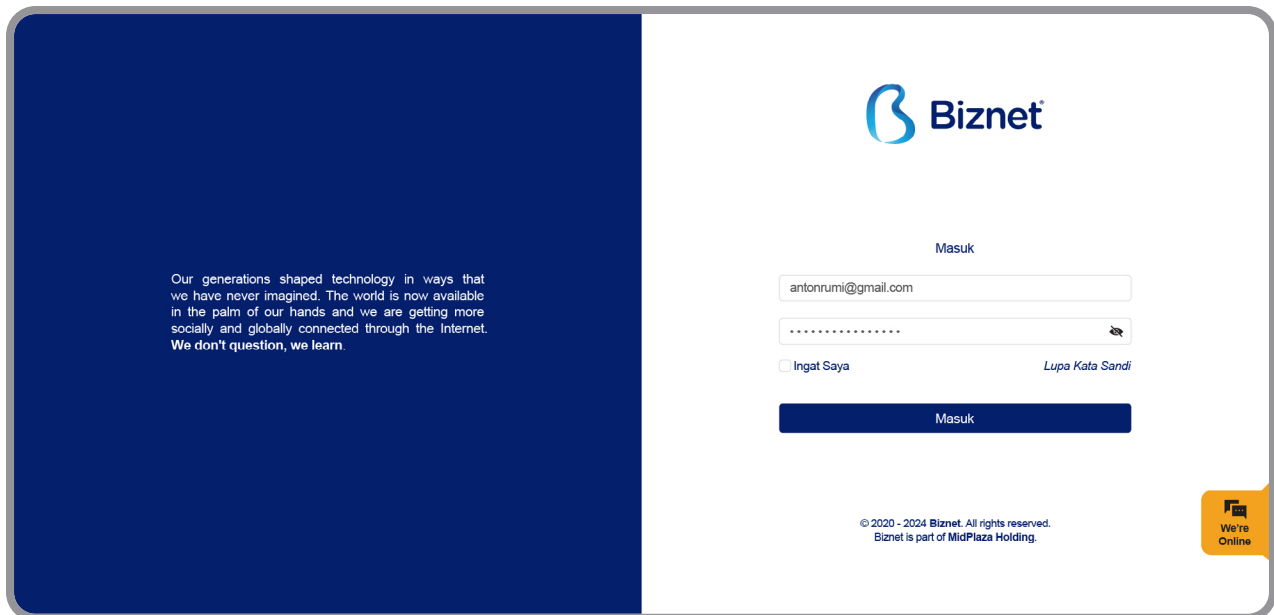 Our generations shaped technology in ways that
we have never imagined. The world is now available
in the palm of our hands and we are getting more
socially and globally connected through the Internet.
We don't question, we learn.
Biznet®
Masuk
antonrumi@gmail.com
••••••••••••••••
Ingat Saya
Lupa Kata Sandi
Masuk
© 2020 - 2024 Biznet. All rights reserved.
Biznet is part of MidPlaza Holding.
We're
Online